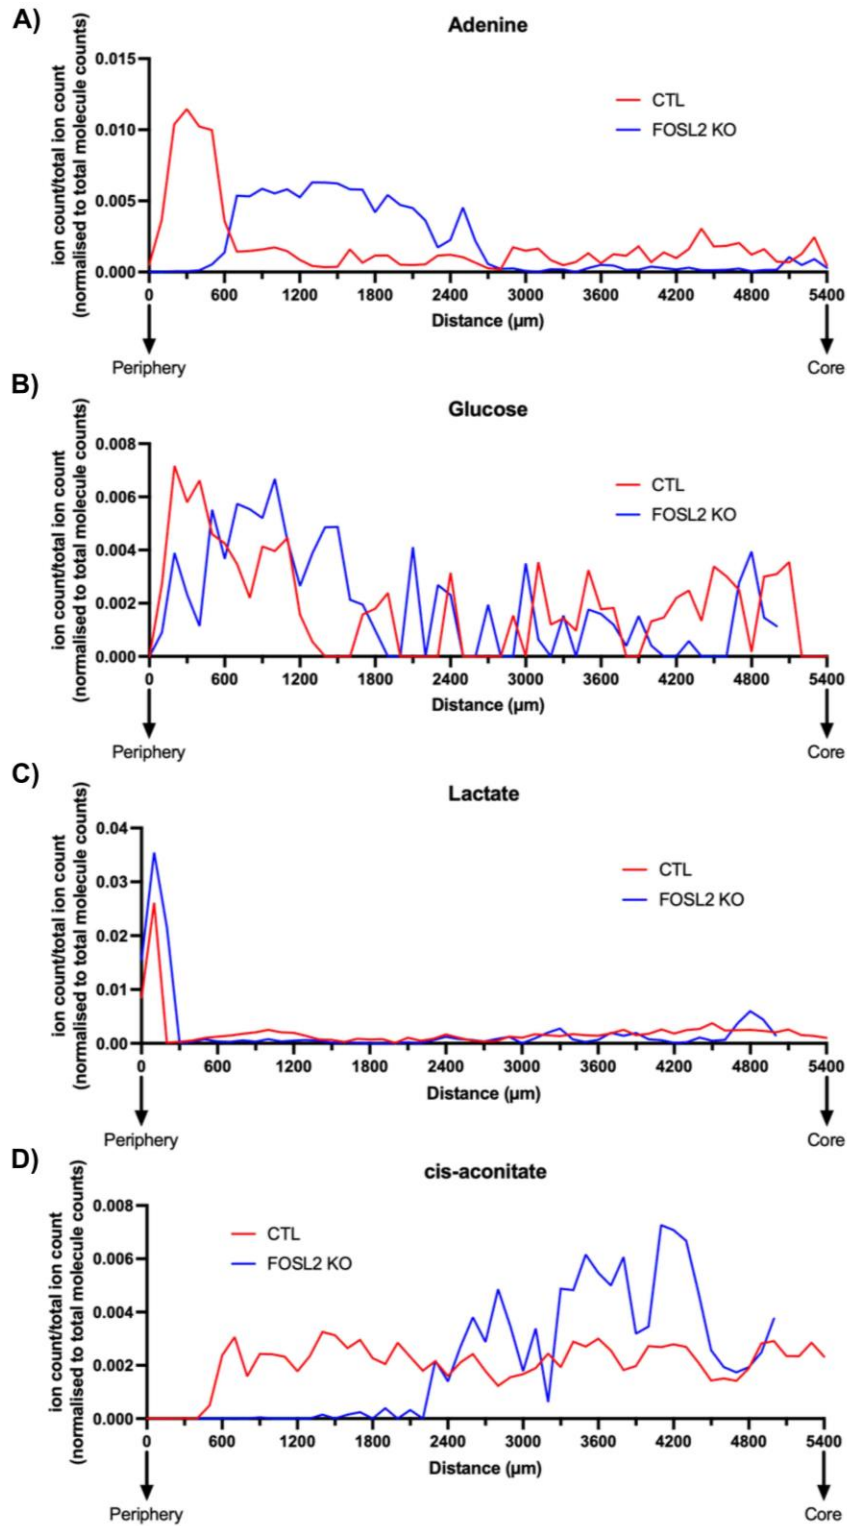 A)
Adenine
ion count/total ion count
(normalised to total molecule counts)
0.015
0.010
0.005
0.000
CTL
FOSL2 KO
0 600 1200 1800 2400 3000 3600 4200 4800 5400
Distance (µm)
Periphery Core
B)
Glucose
ion count/total ion count
(normalised to total molecule counts)
0.008
0.006
0.004
0.002
0.000
CTL
FOSL2 KO
0 600 1200 1800 2400 3000 3600 4200 4800 5400
Distance (µm)
Periphery Core
C)
Lactate
ion count/total ion count
(normalised to total molecule counts)
0.04
0.03
0.02
0.01
0.00
CTL
FOSL2 KO
0 600 1200 1800 2400 3000 3600 4200 4800 5400
Distance (µm)
Periphery Core
D)
cis-aconitate
ion count/total ion count
(normalised to total molecule counts)
0.008
0.006
0.004
0.002
0.000
CTL
FOSL2 KO
0 600 1200 1800 2400 3000 3600 4200 4800 5400
Distance (µm)
Periphery Core